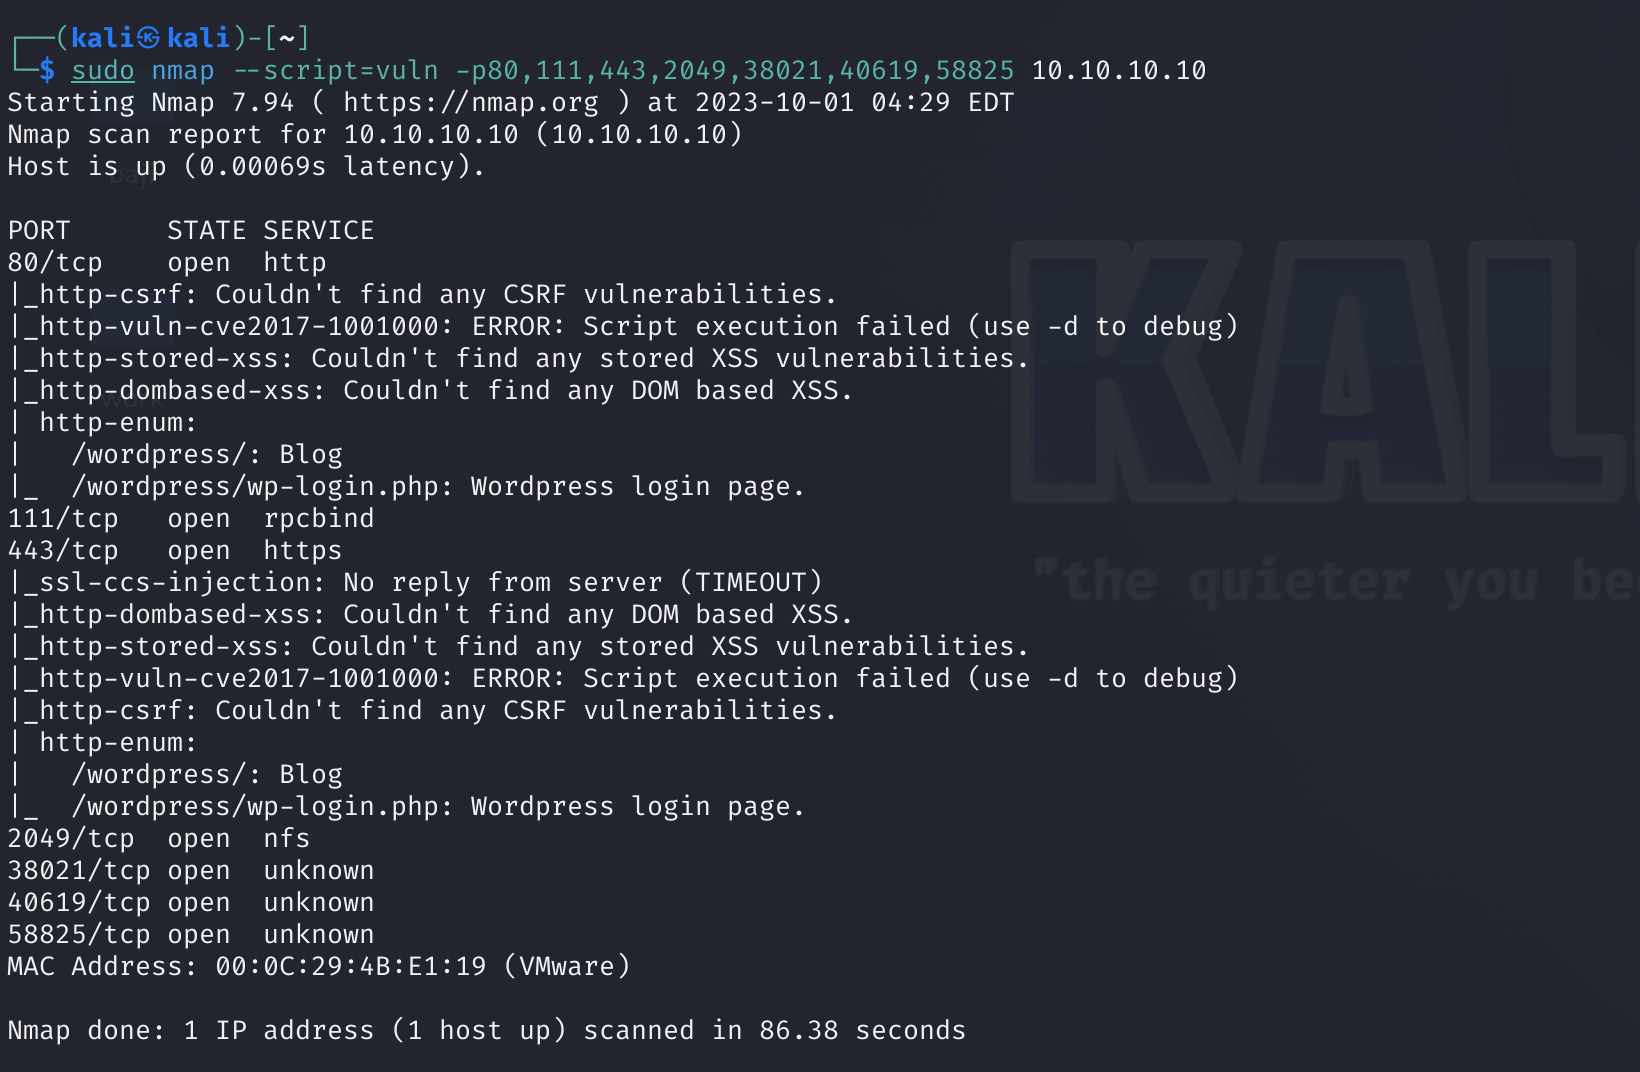 ┌──(kali㉿kali)-[~]
└─$ sudo nmap --script=vuln -p80,111,443,2049,38021,40619,58825 10.10.10.10
Starting Nmap 7.94 ( https://nmap.org ) at 2023-10-01 04:29 EDT
Nmap scan report for 10.10.10.10 (10.10.10.10)
Host is up (0.00069s latency).

PORT      STATE SERVICE
80/tcp    open  http
|_http-csrf: Couldn't find any CSRF vulnerabilities.
|_http-vuln-cve2017-1001000: ERROR: Script execution failed (use -d to debug)
|_http-stored-xss: Couldn't find any stored XSS vulnerabilities.
|_http-dombased-xss: Couldn't find any DOM based XSS.
| http-enum:
|   /wordpress/: Blog
|_  /wordpress/wp-login.php: Wordpress login page.
111/tcp   open  rpcbind
443/tcp   open  https
|_ssl-ccs-injection: No reply from server (TIMEOUT)
|_http-dombased-xss: Couldn't find any DOM based XSS.
|_http-stored-xss: Couldn't find any stored XSS vulnerabilities.
|_http-vuln-cve2017-1001000: ERROR: Script execution failed (use -d to debug)
|_http-csrf: Couldn't find any CSRF vulnerabilities.
| http-enum:
|   /wordpress/: Blog
|_  /wordpress/wp-login.php: Wordpress login page.
2049/tcp  open  nfs
38021/tcp open  unknown
40619/tcp open  unknown
58825/tcp open  unknown
MAC Address: 00:0C:29:4B:E1:19 (VMware)

Nmap done: 1 IP address (1 host up) scanned in 86.38 seconds
KAL
"the quieter you be